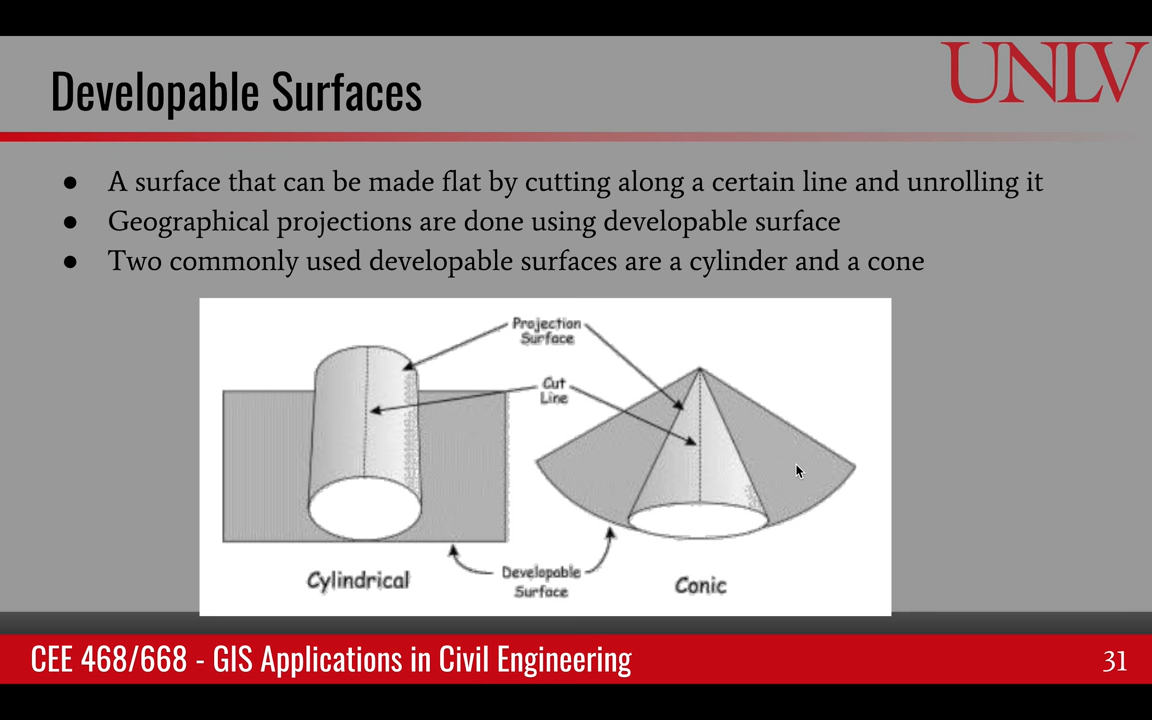 UNLV
Developable Surfaces
● A surface that can be made flat by cutting along a certain line and unrolling it
● Geographical projections are done using developable surface
● Two commonly used developable surfaces are a cylinder and a cone
Projection
Surface
Cut
Line
Developable
Surface
Cylindrical
Conic
CEE 468/668 - GIS Applications in Civil Engineering
31